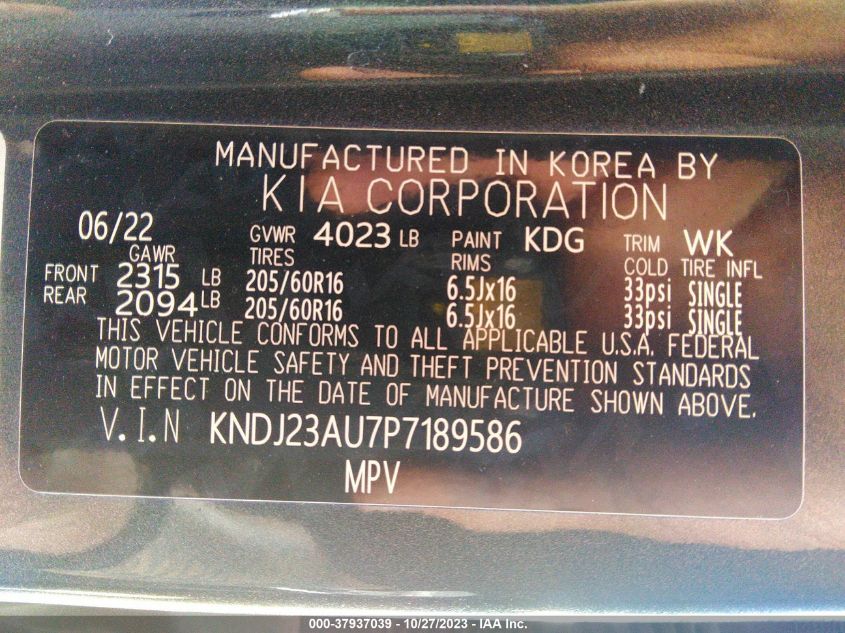 MANUFACTURED IN KOREA BY
KIA CORPORATION
06/22 GVWR 4023 LB PAINT KDG TRIM WK
GAWR TIRES RIMS COLD TIRE INFL
FRONT 2315 LB 205/60R16 6.5Jx16 33psi SINGLE
REAR 2094 LB 205/60R16 6.5Jx16 33psi SINGLE
THIS VEHICLE CONFORMS TO ALL APPLICABLE U.S.A. FEDERAL
MOTOR VEHICLE SAFETY AND THEFT PREVENTION STANDARDS
IN EFFECT ON THE DATE OF MANUFACTURE SHOWN ABOVE.
V.I.N KNDJ23AU7P7189586
MPV
000-37937039 - 10/27/2023 - IAA Inc.